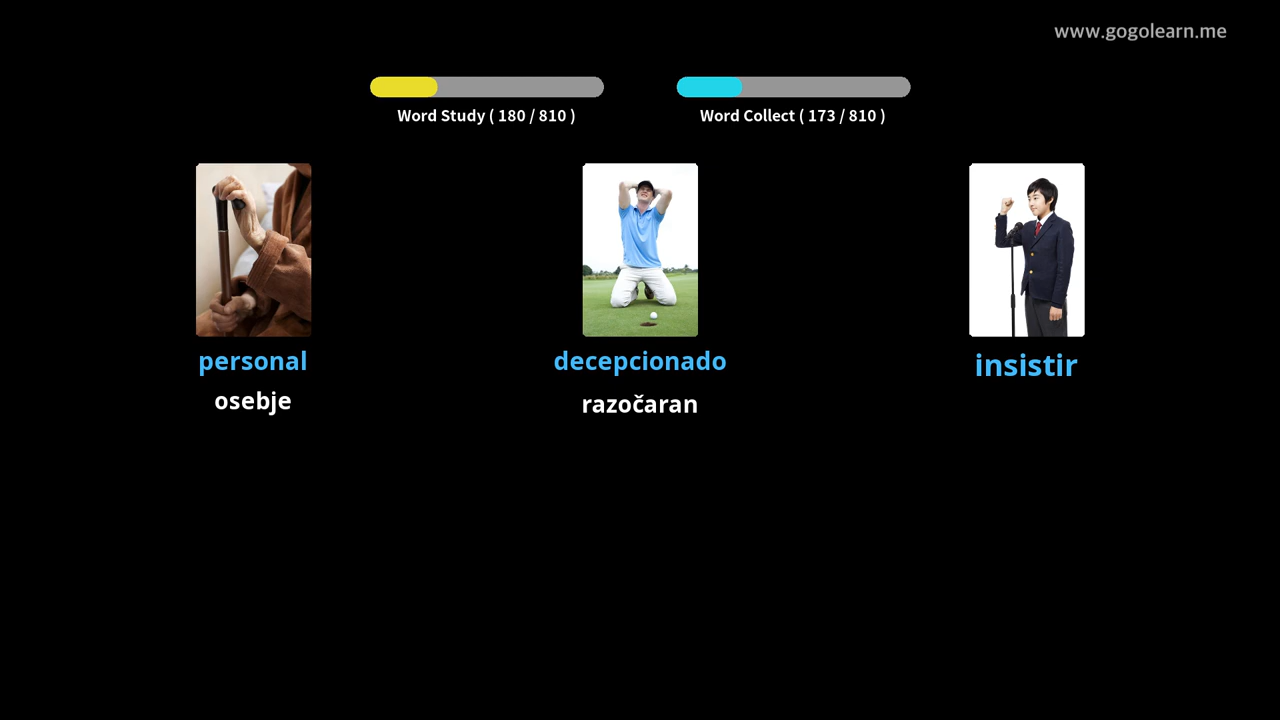 www.gogolearn.me
Word Study ( 180 / 810 )
Word Collect ( 173 / 810 )
personal
decepcionado
insistir
osebje
razočaran